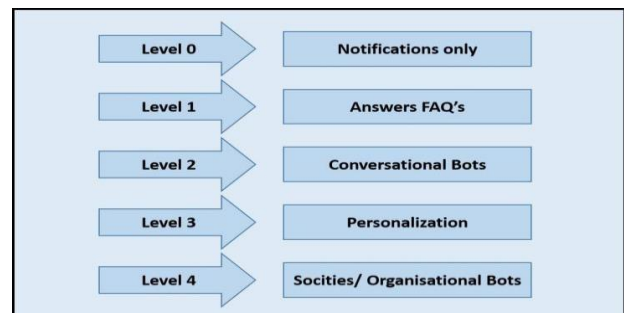 Level 0 Notifications only
Level 1 Answers FAQ's
Level 2 Conversational Bots
Level 3 Personalization
Level 4 Socities/ Organisational Bots